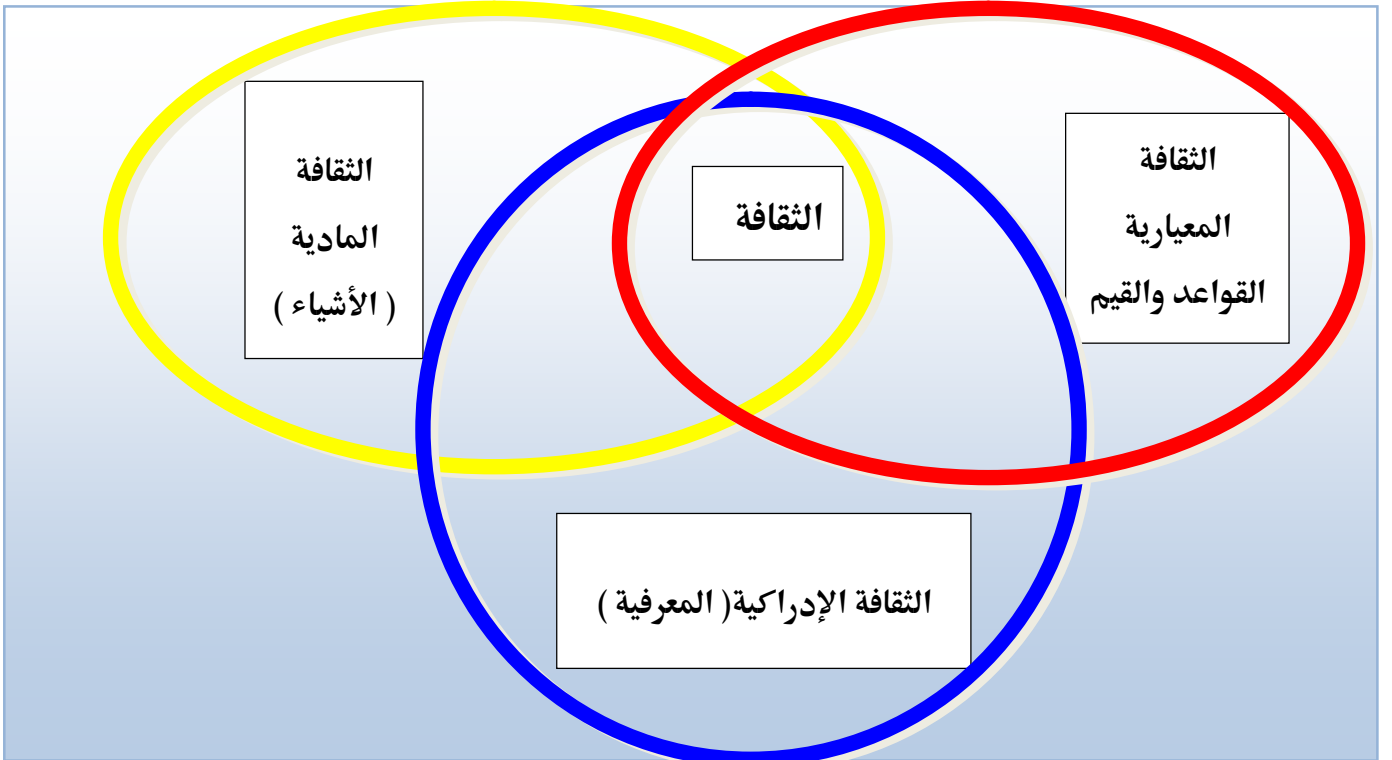 الثقافة
المعيارية
القواعد والقيم
الثقافة
الثقافة
المادية
( الأشياء )
الثقافة الإدراكية( المعرفية )